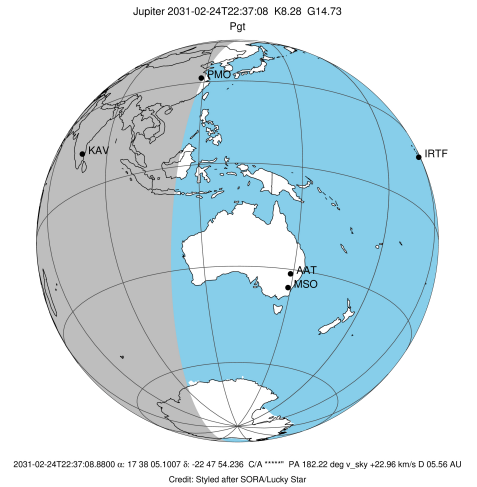 Jupiter 2031-02-24T22:37:08 K8.28 G14.73
Pgt
PMO
KAV
IRTF
AAT
MSO
2031-02-24T22:37:08.8800 α: 17 38 05.1007 δ: -22 47 54.236 C/A *****" PA 182.22 deg v_sky +22.96 km/s D 05.56 AU
Credit: Styled after SORA/Lucky Star